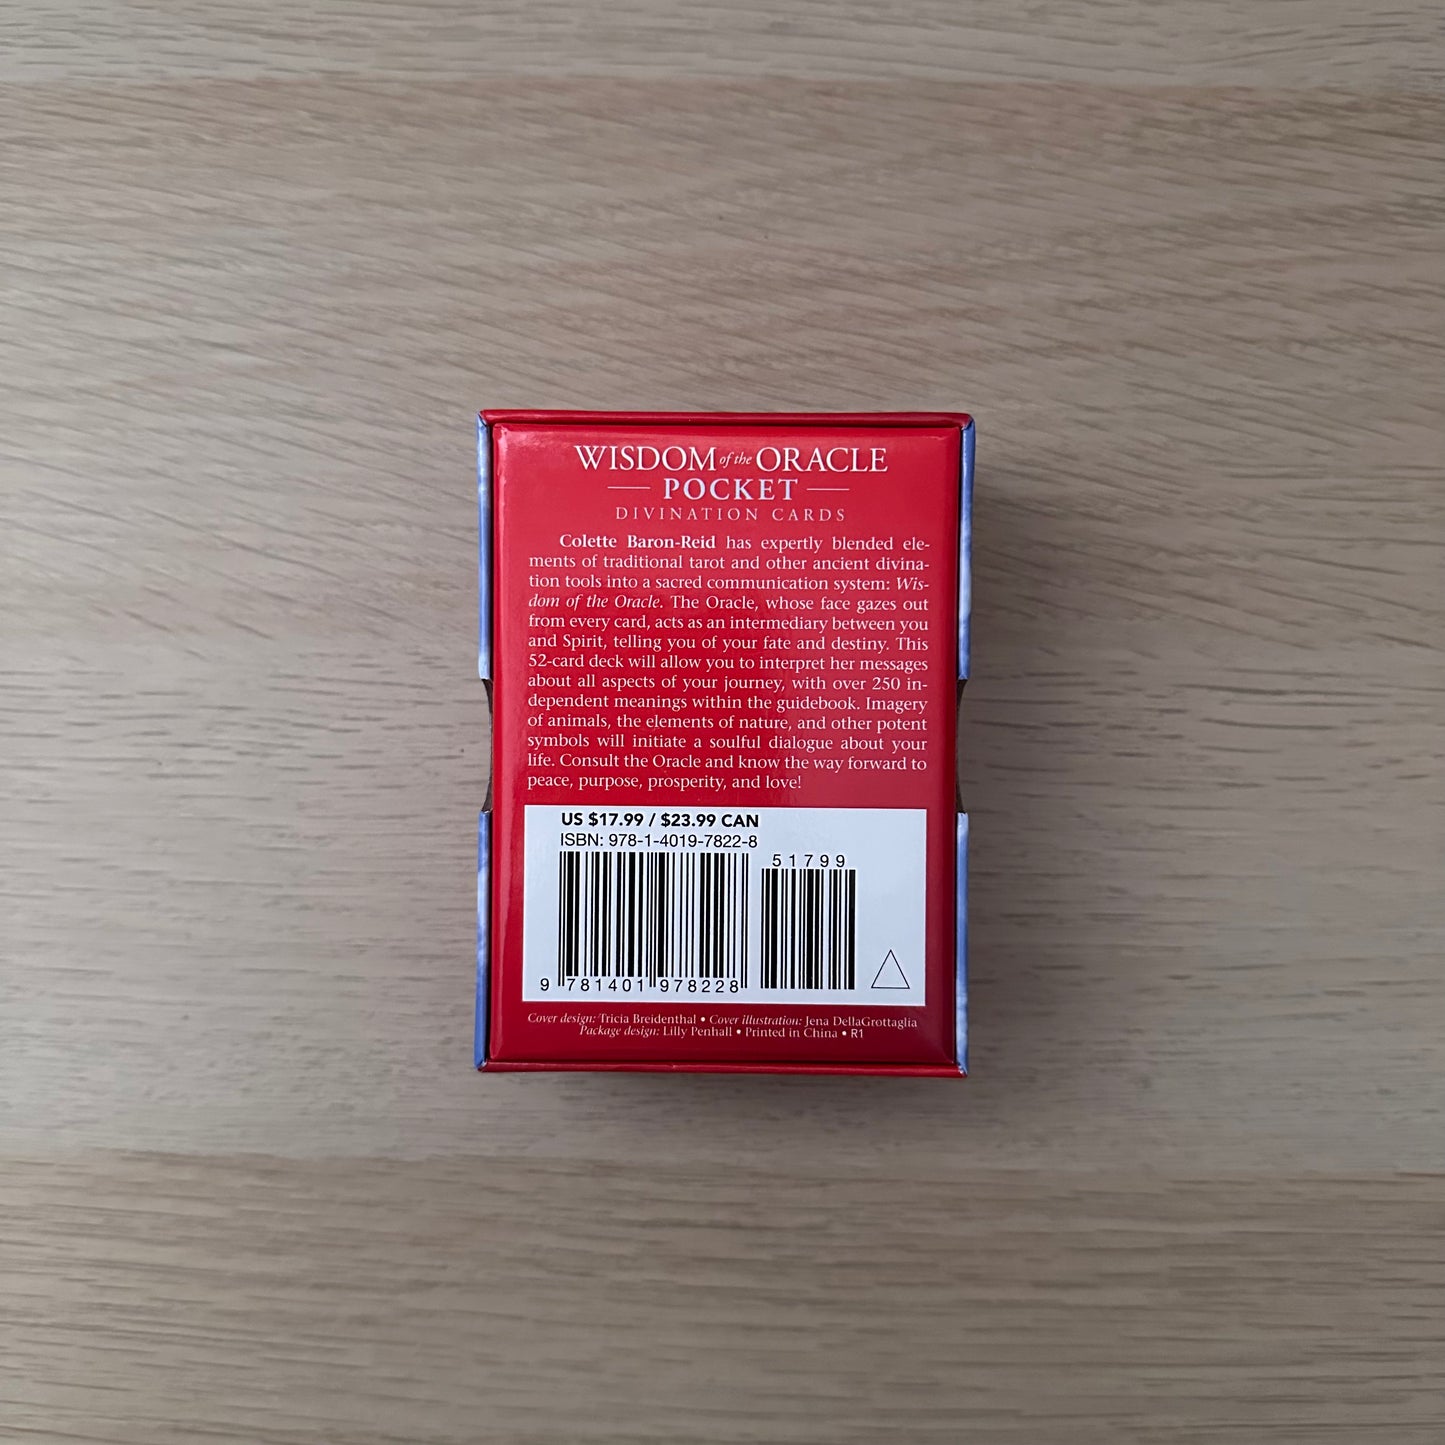 WISDOM of the ORACLE
POCKET
DIVINATION CARDS
Colette Baron-Reid has expertly blended ele-
ments of traditional tarot and other ancient divina-
tion tools into a sacred communication system: Wis-
dom of the Oracle. The Oracle, whose face gazes out
from every card, acts as an intermediary between you
and Spirit, telling you of your fate and destiny. This
52-card deck will allow you to interpret her messages
about all aspects of your journey, with over 250 in-
dependent meanings within the guidebook. Imagery
of animals, the elements of nature, and other potent
symbols will initiate a soulful dialogue about your
life. Consult the Oracle and know the way forward to
peace, purpose, prosperity, and love!
US $17.99 / $23.99 CAN
ISBN: 978-1-4019-7822-8
51799
9 781401 978228
Cover design: Tricia Breidenthal • Cover illustration: Jena DellaGrottaglia
Package design: Lilly Penhall • Printed in China • R1